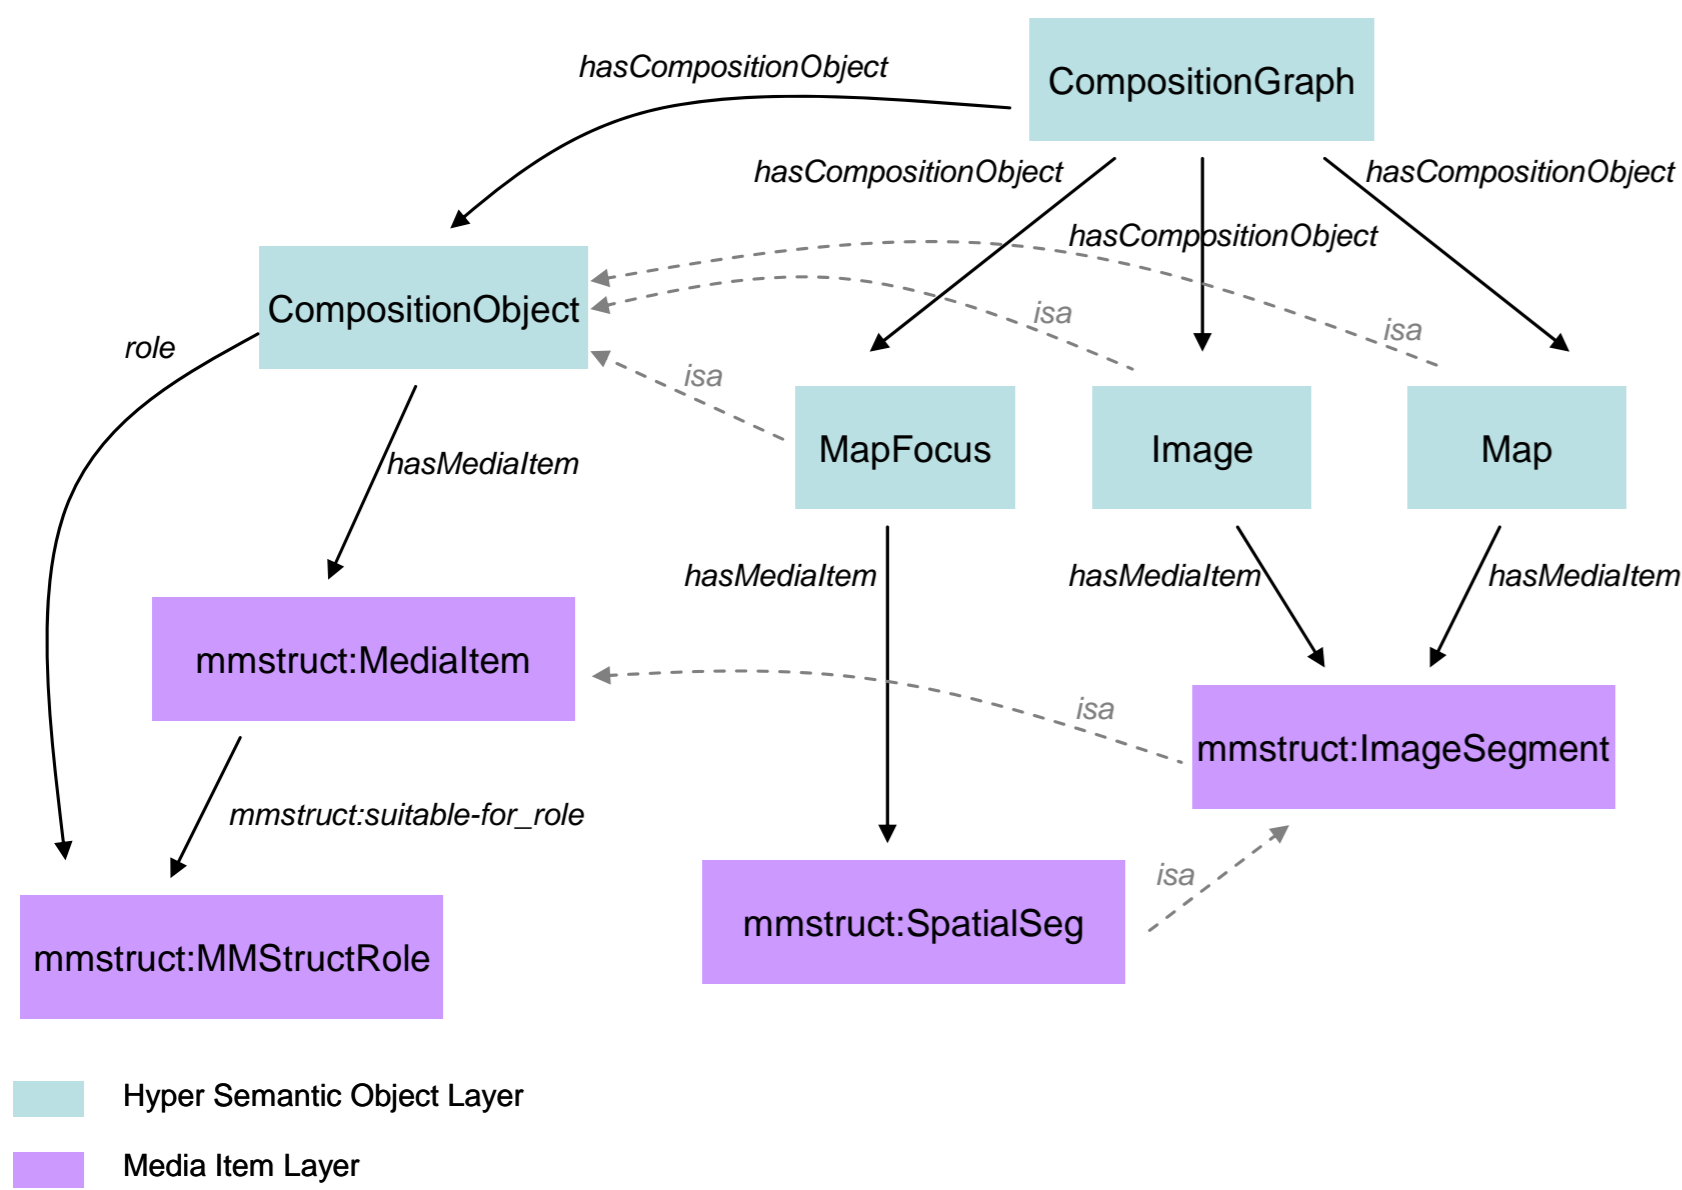 hasCompositionObject
CompositionGraph
hasCompositionObject
hasCompositionObject
hasCompositionObject
CompositionObject
isa
isa
isa
role
MapFocus
Image
Map
hasMediaItem
hasMediaItem
hasMediaItem
hasMediaItem
mmstruct:MediaItem
isa
mmstruct:ImageSegment
mmstruct:suitable-for_role
isa
mmstruct:SpatialSeg
mmstruct:MMStructRole
Hyper Semantic Object Layer
Media Item Layer